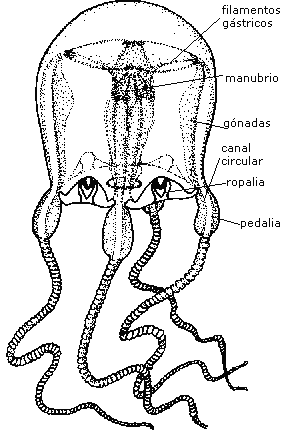 filamentos
gástricos
manubrio
gónadas
canal
circular
ropalia
pedalia